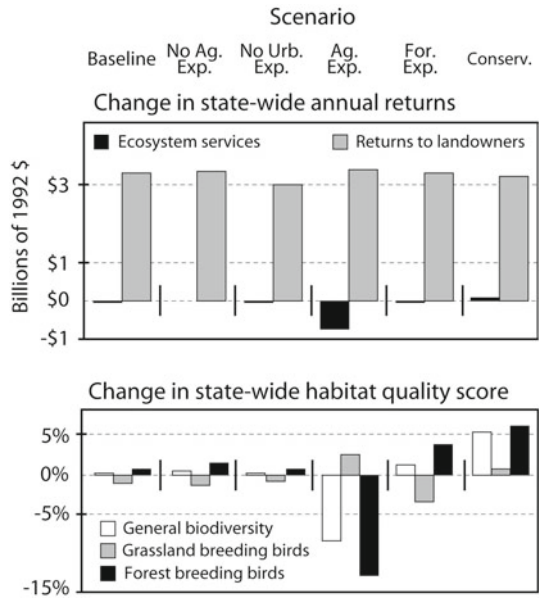 Scenario
Baseline No Ag. Exp. No Urb. Exp. Ag. Exp. For. Exp. Conserv.
Change in state-wide annual returns
Ecosystem services Returns to landowners
Billions of 1992 $
$3
$1
$0
-$1
Change in state-wide habitat quality score
5%
0%
-5%
General biodiversity
Grassland breeding birds
Forest breeding birds
-15%